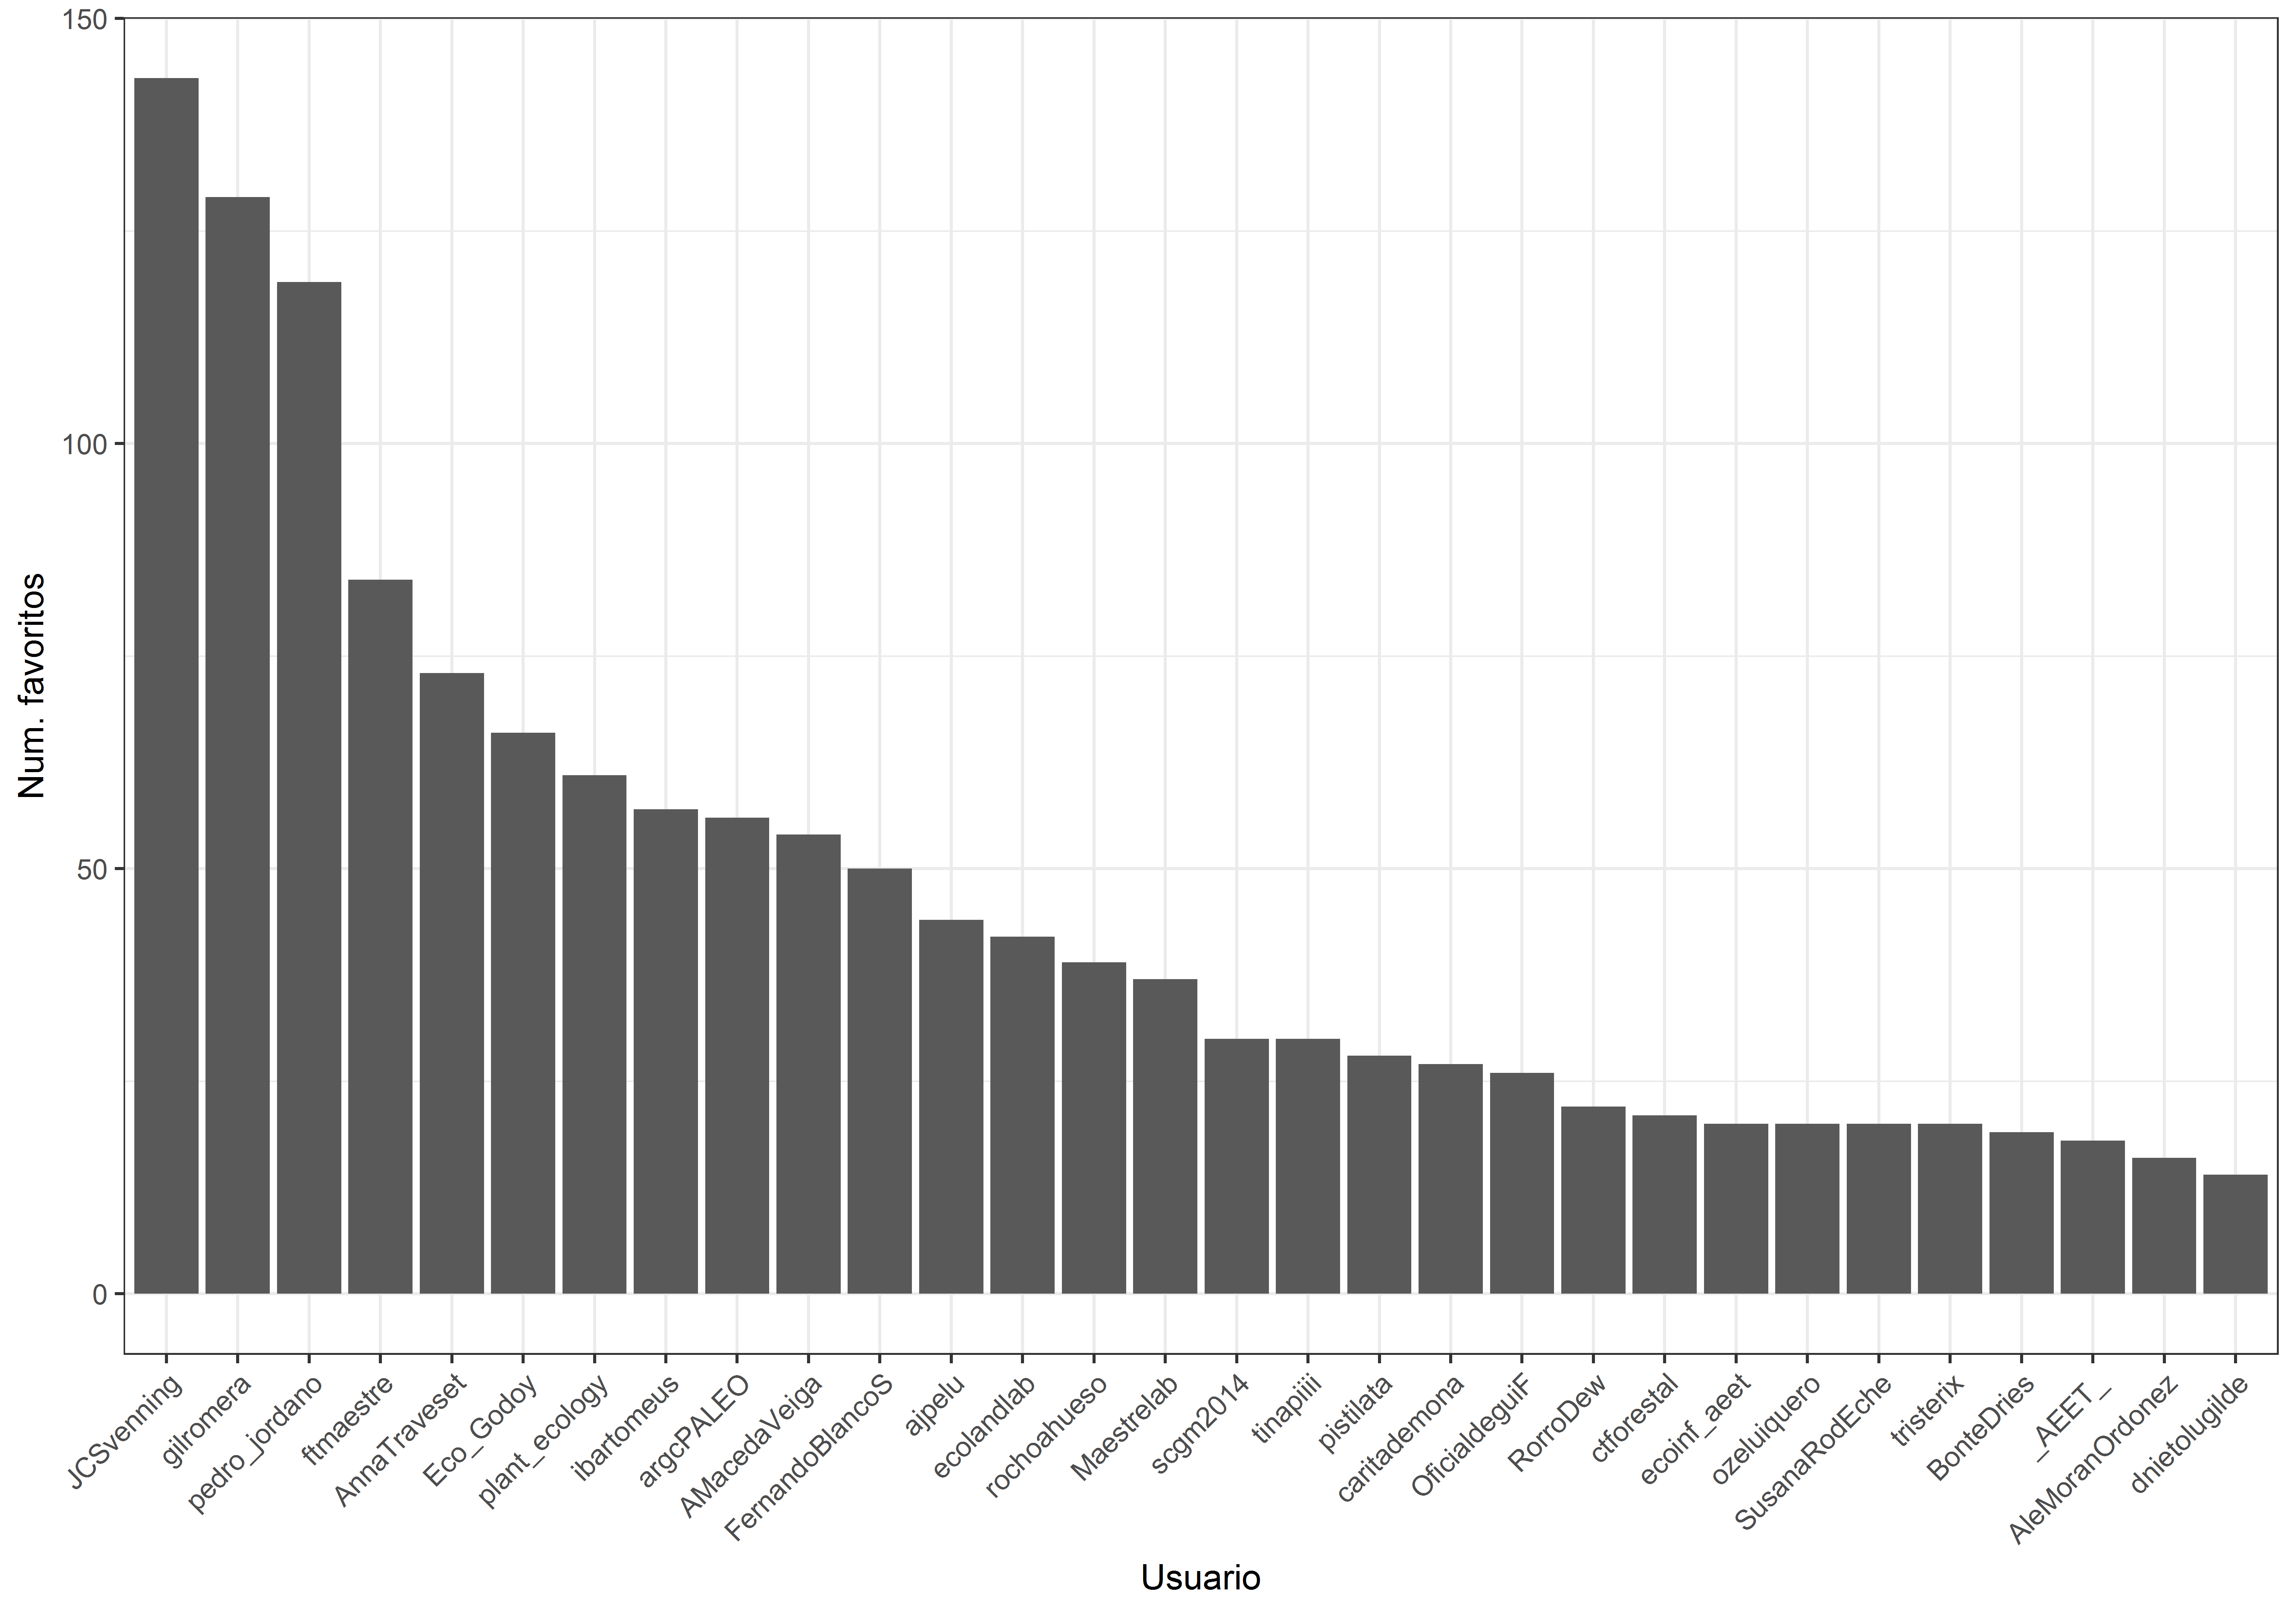 150
100
50
0
Num. favoritos
JCSvenning
gilromera
pedro_jordano
ftmaestre
AnnaTraveset
Eco_Godoy
plant_ecology
ibartomeus
argcPALEO
AMacedaVeiga
FernandoBlancoS
ajpelu
ecolandlab
rochoahueso
Maestrelab
scgm2014
tinapiiii
pistilata
caritademona
OficialdeguiF
RorroDew
ctforestal
ecoinf_aeet
ozeluiquero
SusanaRodEche
tristerix
BonteDries
_AEET_
AleMoranOrdonez
dnietolugilde
Usuario